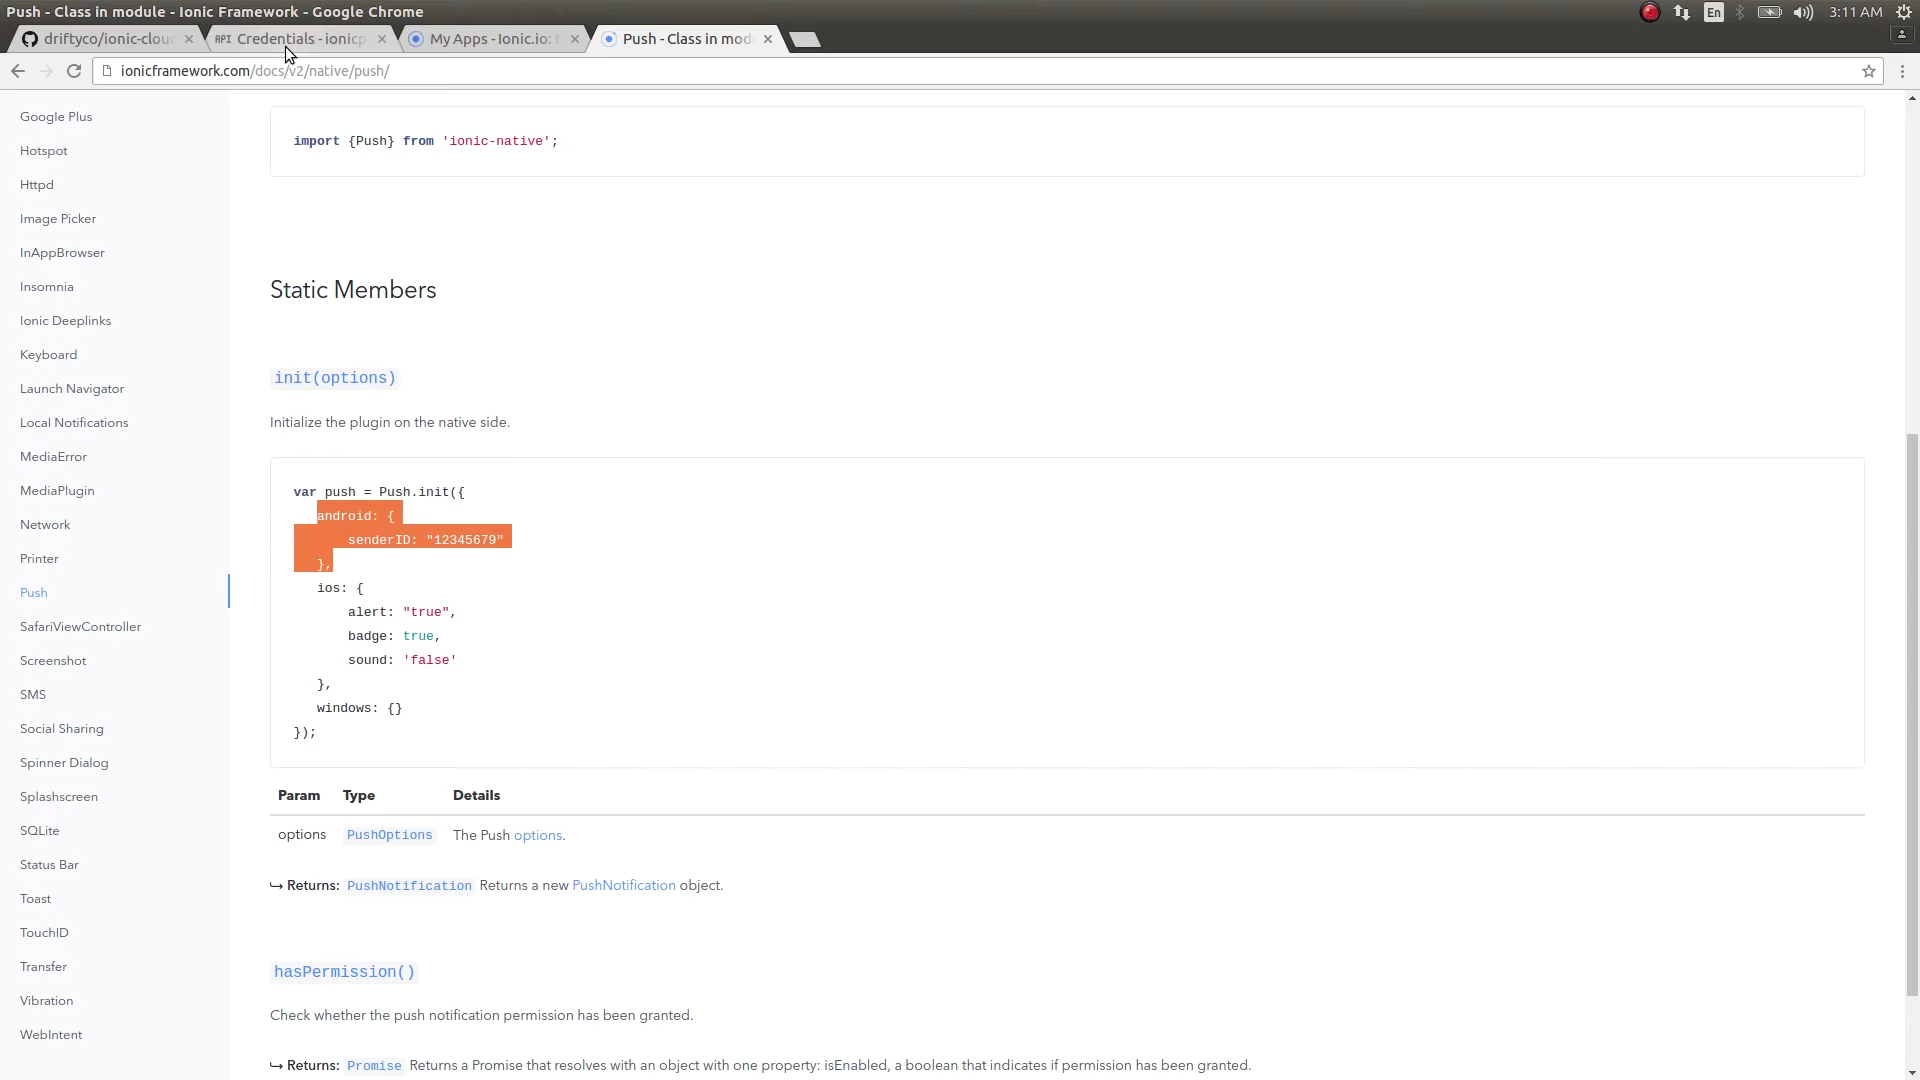 Push - Class in module - Ionic Framework - Google Chrome
En
3:11 AM
driftyco/ionic-clou
API Credentials - ionicp
My Apps - Ionic.io:
Push - Class in mod
ionicframework.com/docs/v2/native/push/
Google Plus
Hotspot
Httpd
Image Picker
InAppBrowser
Insomnia
Ionic Deeplinks
Keyboard
Launch Navigator
Local Notifications
MediaError
MediaPlugin
Network
Printer
Push
SafariViewController
Screenshot
SMS
Social Sharing
Spinner Dialog
Splashscreen
SQLite
Status Bar
Toast
TouchID
Transfer
Vibration
WebIntent
import {Push} from 'ionic-native';
Static Members
init(options)
Initialize the plugin on the native side.
var push = Push.init({
android: {
senderID: "12345679"
},
ios: {
alert: "true",
badge: true,
sound: 'false'
},
windows: {}
});
Param Type Details
options PushOptions The Push options.
↪ Returns: PushNotification Returns a new PushNotification object.
hasPermission()
Check whether the push notification permission has been granted.
↪ Returns: Promise Returns a Promise that resolves with an object with one property: isEnabled, a boolean that indicates if permission has been granted.